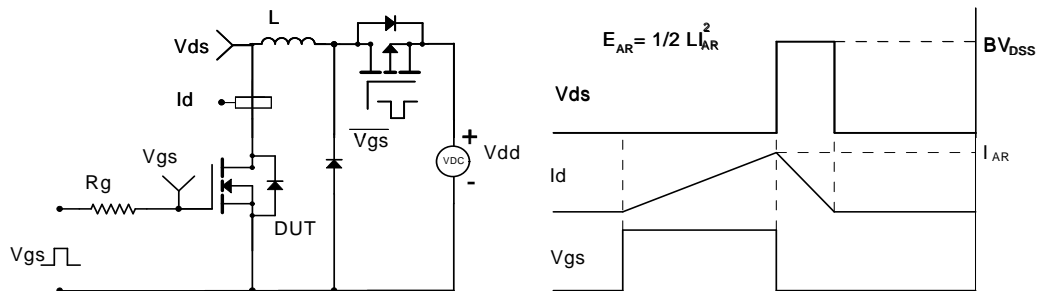 L
Vds
Id
Vgs
Rg
DUT
Vgs
Vgs
VDC
+
-
Vdd
E_AR = 1/2 LI²_AR
Vds
BV_DSS
Id
I_AR
Vgs